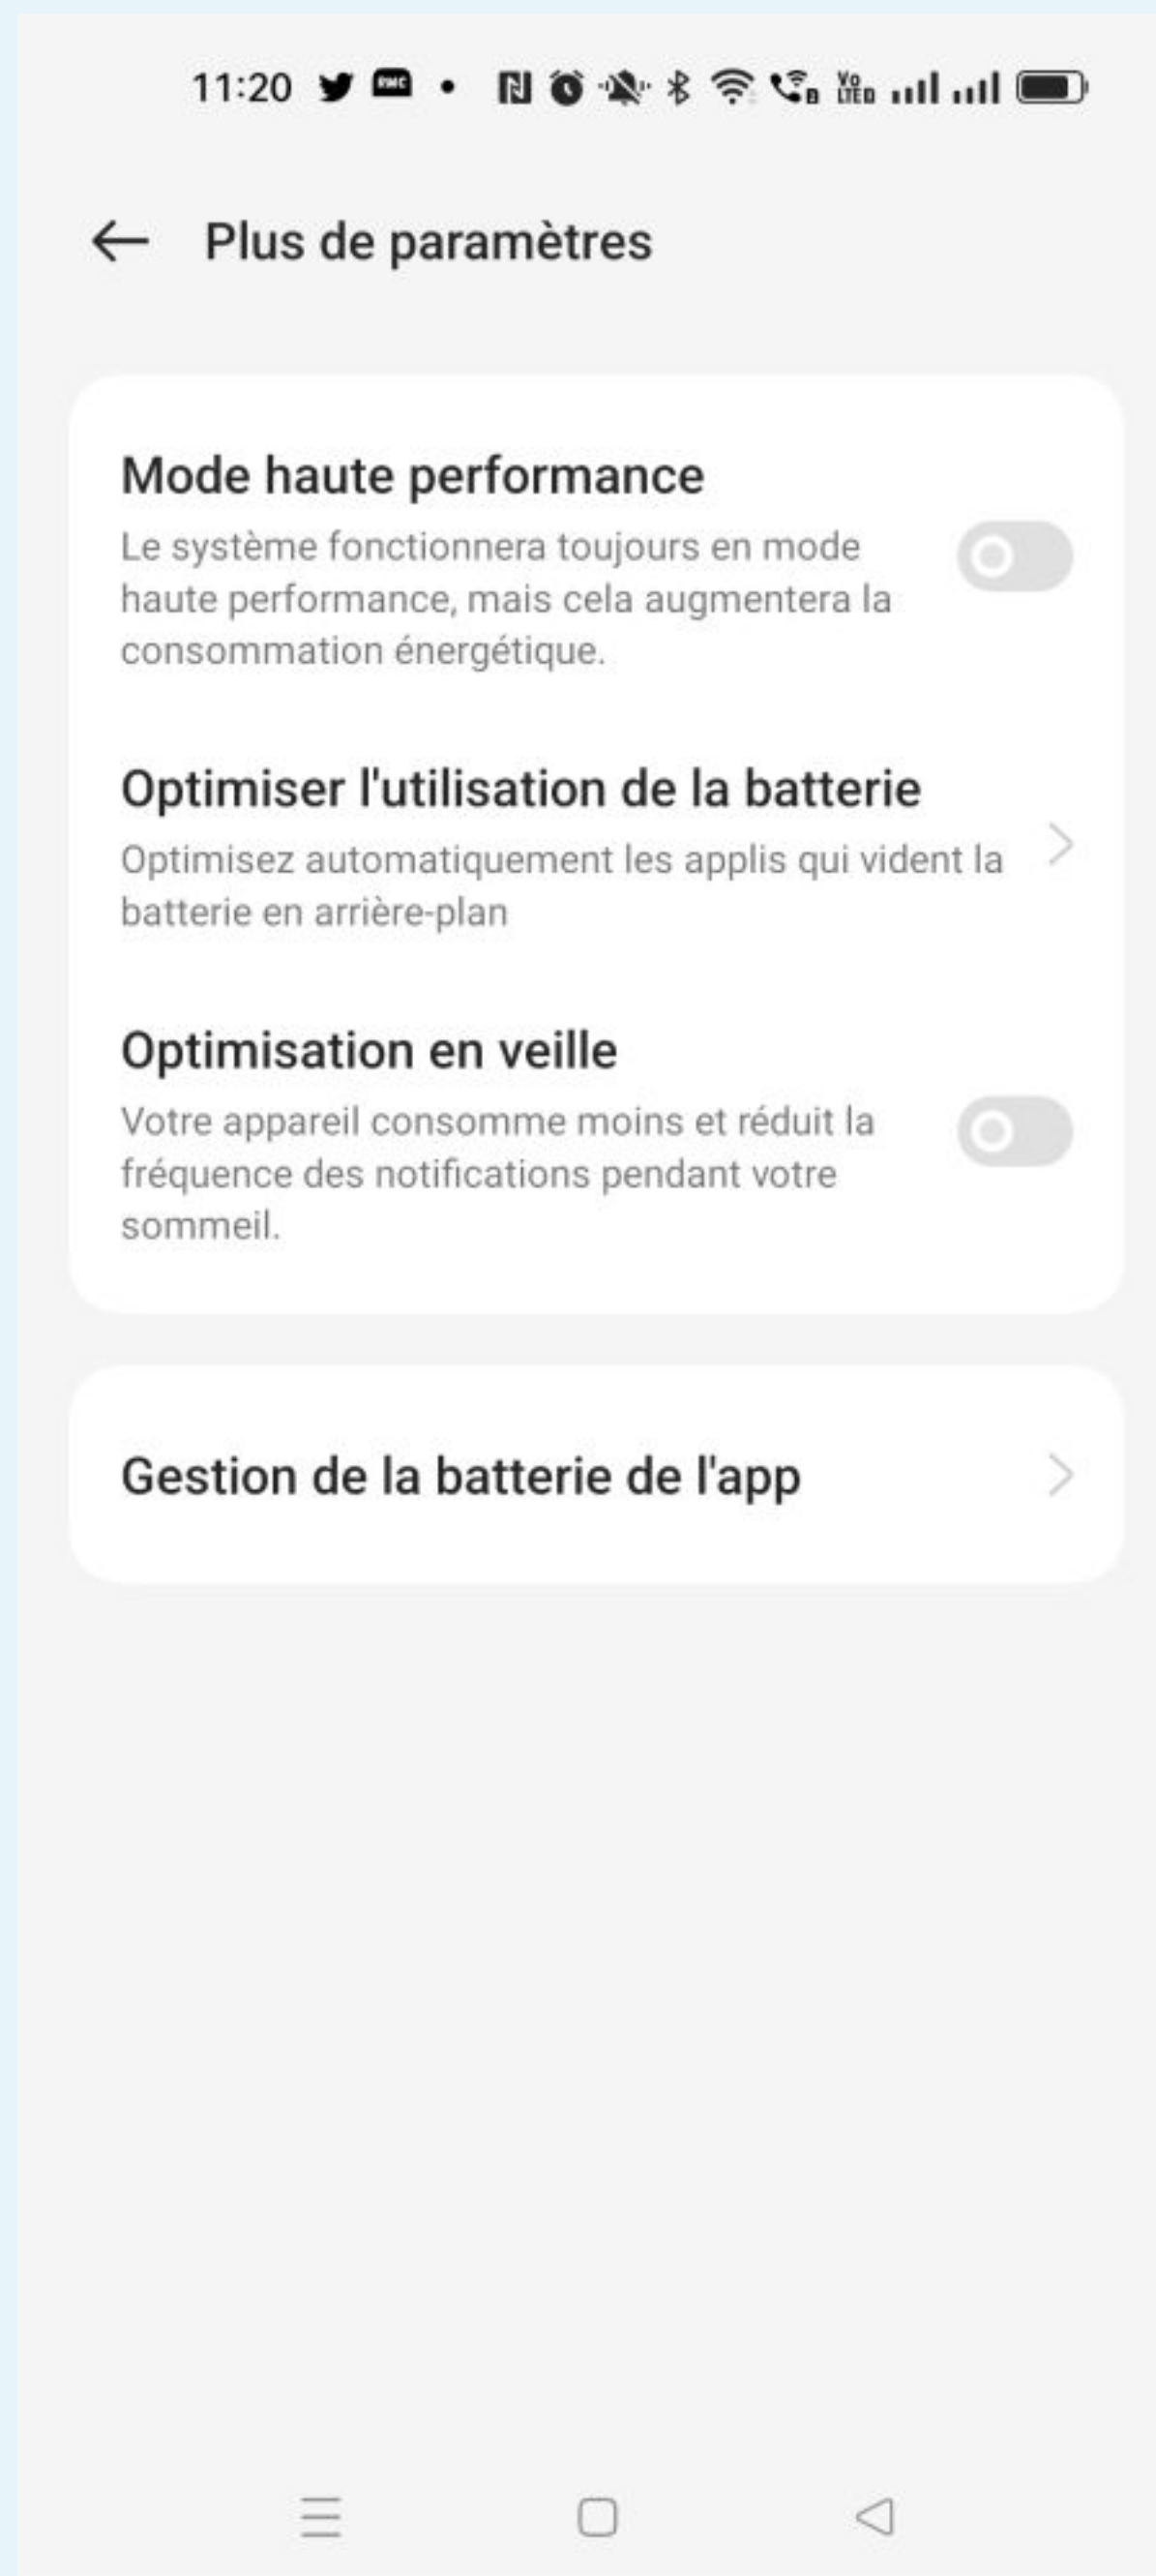 11:20 RMC
Plus de paramètres
Mode haute performance
Le système fonctionnera toujours en mode
haute performance, mais cela augmentera la
consommation énergétique.
Optimiser l'utilisation de la batterie
Optimisez automatiquement les applis qui vident la
batterie en arrière-plan
Optimisation en veille
Votre appareil consomme moins et réduit la
fréquence des notifications pendant votre
sommeil.
Gestion de la batterie de l'app